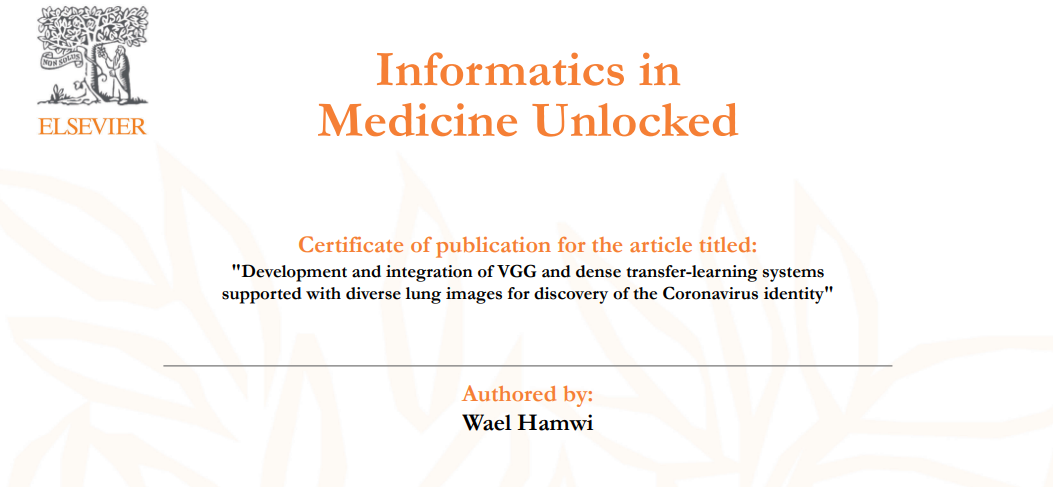 NON SOLUS
ELSEVIER
Informatics in
Medicine Unlocked
Certificate of publication for the article titled:
"Development and integration of VGG and dense transfer-learning systems
supported with diverse lung images for discovery of the Coronavirus identity"
Authored by:
Wael Hamwi